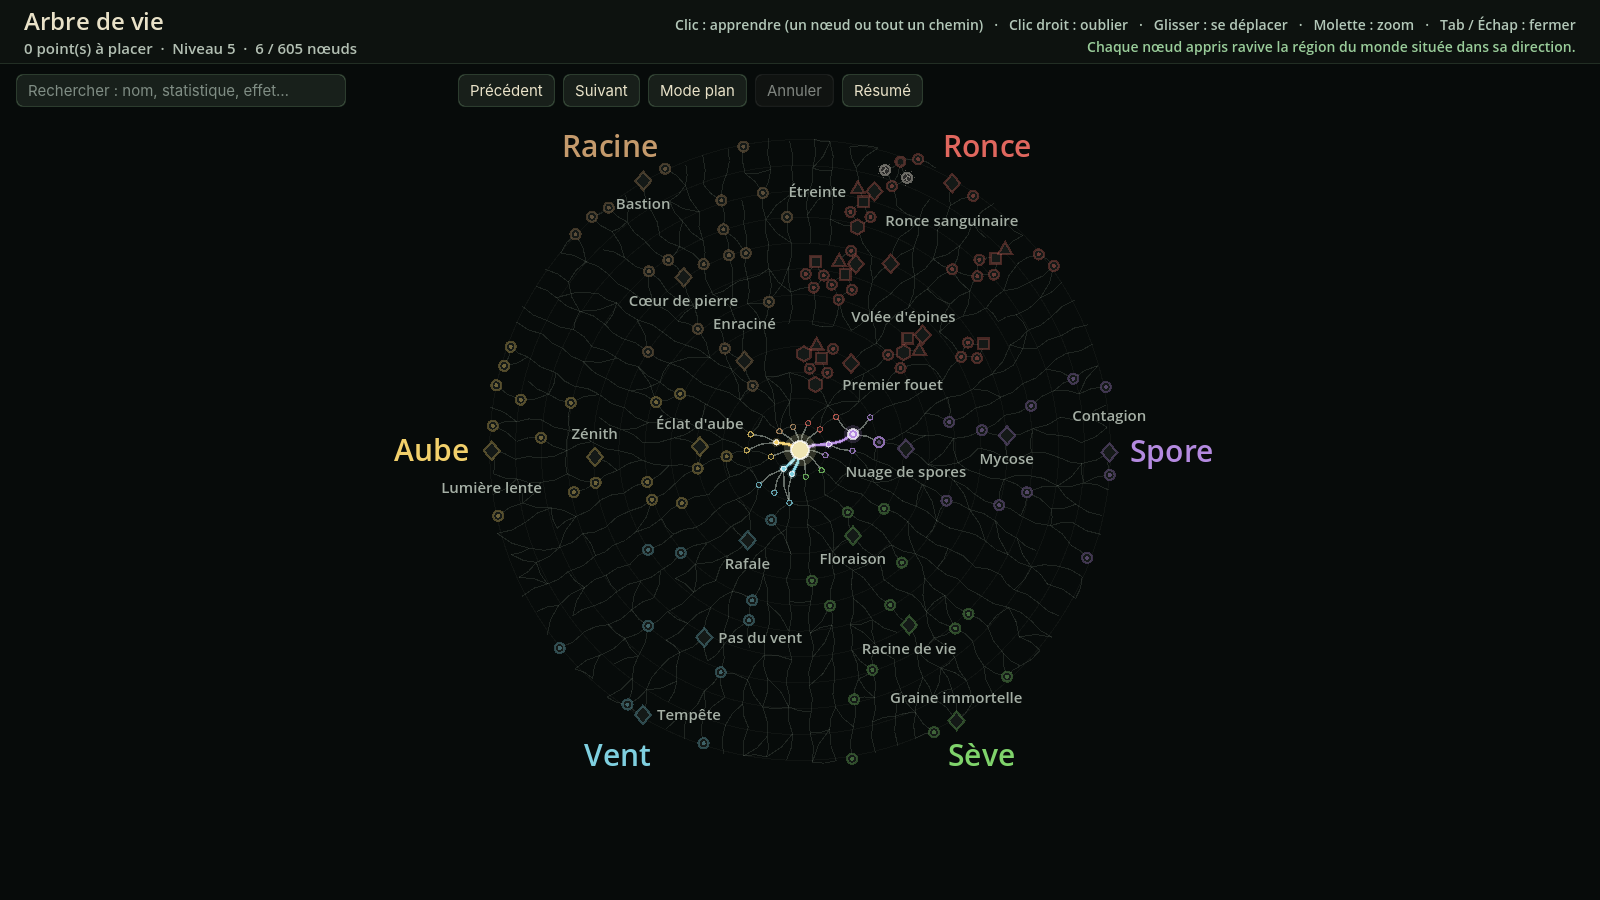 Arbre de vie
0 point(s) à placer · Niveau 5 · 6 / 605 nœuds
Clic : apprendre (un nœud ou tout un chemin) · Clic droit : oublier · Glisser : se déplacer · Molette : zoom · Tab / Échap : fermer
Chaque nœud appris ravive la région du monde située dans sa direction.
Rechercher : nom, statistique, effet...
Précédent
Suivant
Mode plan
Annuler
Résumé
Racine
Ronce
Étreinte
Bastion
Ronce sanguinaire
Cœur de pierre
Volée d'épines
Enraciné
Premier fouet
Contagion
Éclat d'aube
Zénith
Aube
Spore
Mycose
Nuage de spores
Lumière lente
Floraison
Rafale
Pas du vent
Racine de vie
Graine immortelle
Tempête
Vent
Sève